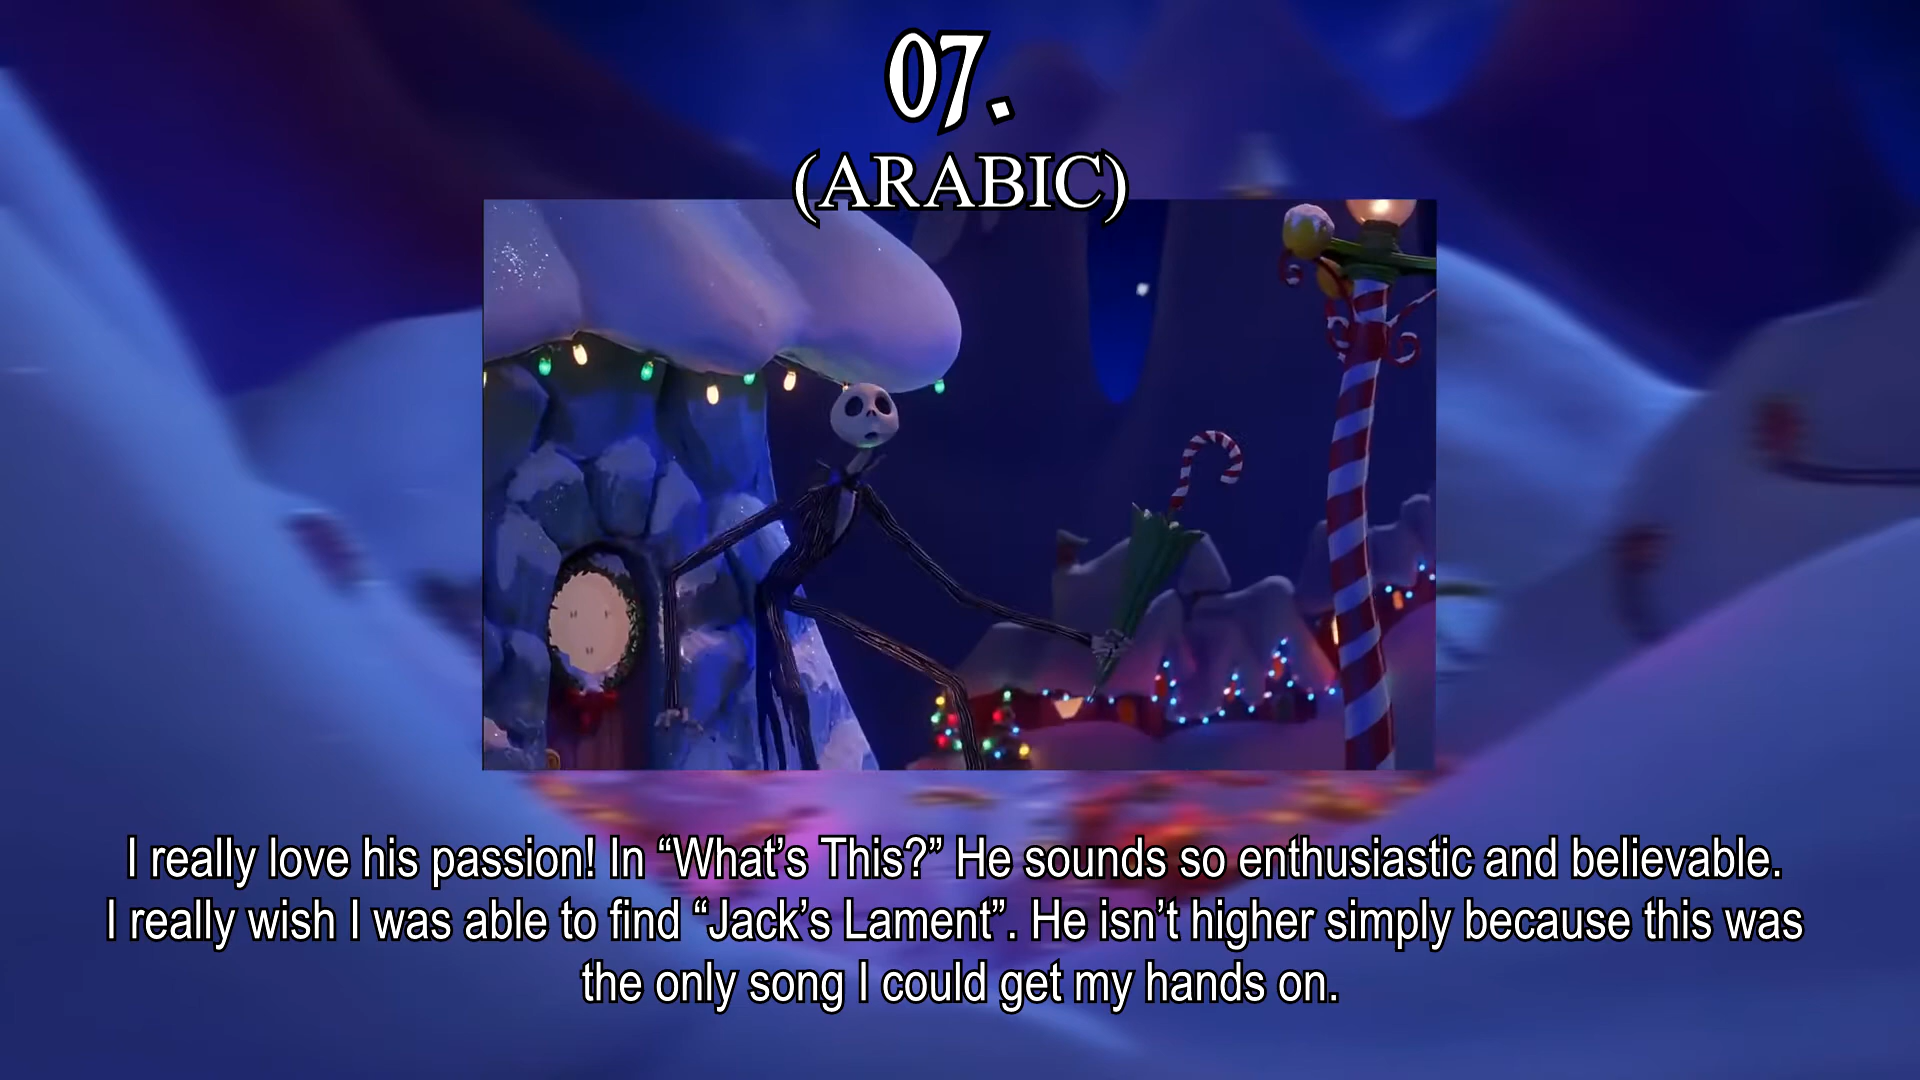 07.
(ARABIC)
I really love his passion! In “What’s This?” He sounds so enthusiastic and believable.
I really wish I was able to find “Jack’s Lament”. He isn’t higher simply because this was
the only song I could get my hands on.